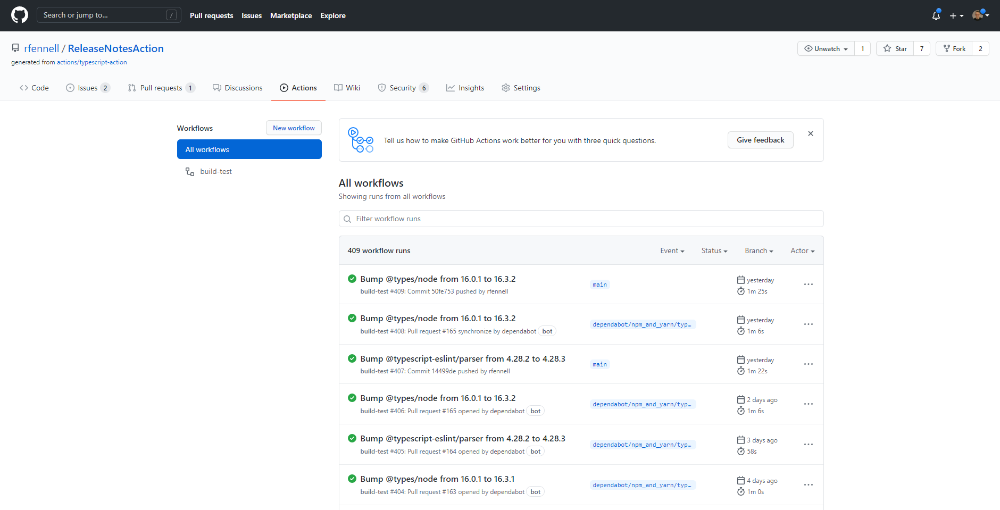 Search or jump to... /
Pull requests Issues Marketplace Explore
rfennell / ReleaseNotesAction
generated from actions/typescript-action
Unwatch 1 Star 7 Fork 2
Code Issues 2 Pull requests 1 Discussions Actions Wiki Security 6 Insights Settings
Workflows New workflow
All workflows
build-test
Tell us how to make GitHub Actions work better for you with three quick questions. Give feedback
All workflows
Showing runs from all workflows
Filter workflow runs
409 workflow runs Event Status Branch Actor
Bump @types/node from 16.0.1 to 16.3.2
build-test #409: Commit 50fe753 pushed by rfennell
main
yesterday
1m 25s
Bump @types/node from 16.0.1 to 16.3.2
build-test #408: Pull request #165 synchronize by dependabot bot
dependabot/npm_and_yarn/typ…
yesterday
1m 6s
Bump @typescript-eslint/parser from 4.28.2 to 4.28.3
build-test #407: Commit 14499de pushed by rfennell
main
yesterday
1m 22s
Bump @types/node from 16.0.1 to 16.3.2
build-test #406: Pull request #165 opened by dependabot bot
dependabot/npm_and_yarn/typ…
2 days ago
1m 6s
Bump @typescript-eslint/parser from 4.28.2 to 4.28.3
build-test #405: Pull request #164 opened by dependabot bot
dependabot/npm_and_yarn/typ…
3 days ago
58s
Bump @types/node from 16.0.1 to 16.3.1
build-test #404: Pull request #163 opened by dependabot bot
dependabot/npm_and_yarn/typ…
4 days ago
1m 0s